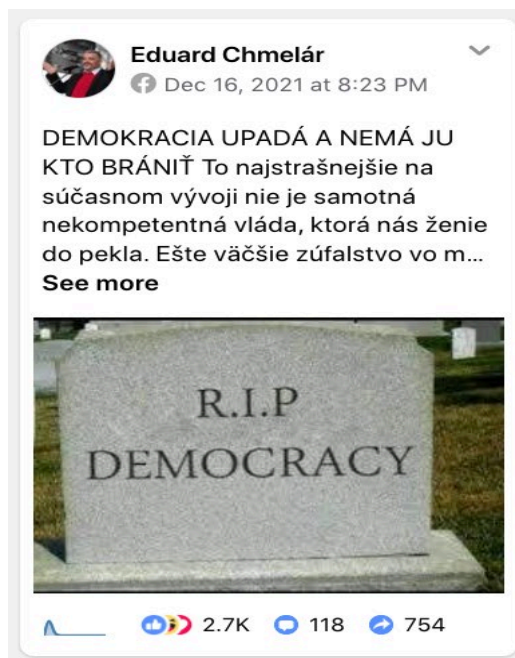 Eduard Chmelár
Dec 16, 2021 at 8:23 PM
DEMOKRACIA UPADÁ A NEMÁ JU
KTO BRÁNIŤ To najstrašnejšie na
súčasnom vývoji nie je samotná
nekompetentná vláda, ktorá nás ženie
do pekla. Ešte väčšie zúfalstvo vo m...
See more
R.I.P
DEMOCRACY
2.7K 118 754